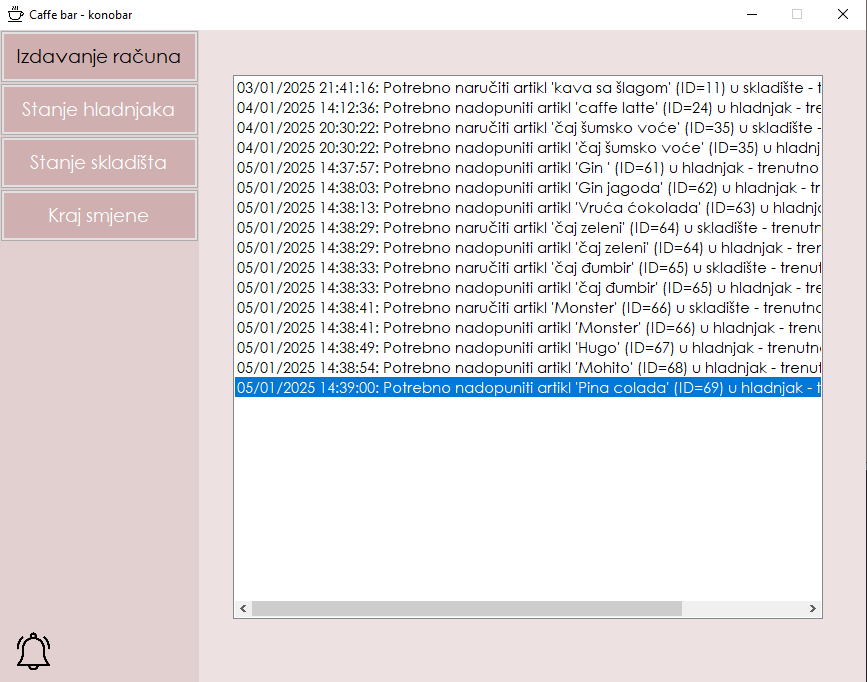 Caffe bar - konobar
Izdavanje računa
Stanje hladnjaka
Stanje skladišta
Kraj smjene
03/01/2025 21:41:16: Potrebno naručiti artikl 'kava sa šlagom' (ID=11) u skladište -
04/01/2025 14:12:36: Potrebno nadopuniti artikl 'caffe latte' (ID=24) u hladnjak - tre
04/01/2025 20:30:22: Potrebno naručiti artikl 'čaj šumsko voće' (ID=35) u skladište -
04/01/2025 20:30:22: Potrebno nadopuniti artikl 'čaj šumsko voće' (ID=35) u hladnj
05/01/2025 14:37:57: Potrebno nadopuniti artikl 'Gin ' (ID=61) u hladnjak - trenutno
05/01/2025 14:38:03: Potrebno nadopuniti artikl 'Gin jagoda' (ID=62) u hladnjak - tr
05/01/2025 14:38:13: Potrebno nadopuniti artikl 'Vruća ćokolada' (ID=63) u hladnja
05/01/2025 14:38:29: Potrebno naručiti artikl 'čaj zeleni' (ID=64) u skladište - trenutn
05/01/2025 14:38:29: Potrebno nadopuniti artikl 'čaj zeleni' (ID=64) u hladnjak - tren
05/01/2025 14:38:33: Potrebno naručiti artikl 'čaj đumbir' (ID=65) u skladište - trenut
05/01/2025 14:38:33: Potrebno nadopuniti artikl 'čaj đumbir' (ID=65) u hladnjak - tre
05/01/2025 14:38:41: Potrebno naručiti artikl 'Monster' (ID=66) u skladište - trenutno
05/01/2025 14:38:41: Potrebno nadopuniti artikl 'Monster' (ID=66) u hladnjak - trenu
05/01/2025 14:38:49: Potrebno nadopuniti artikl 'Hugo' (ID=67) u hladnjak - trenutno
05/01/2025 14:38:54: Potrebno nadopuniti artikl 'Mohito' (ID=68) u hladnjak - trenut
05/01/2025 14:39:00: Potrebno nadopuniti artikl 'Pina colada' (ID=69) u hladnjak - t